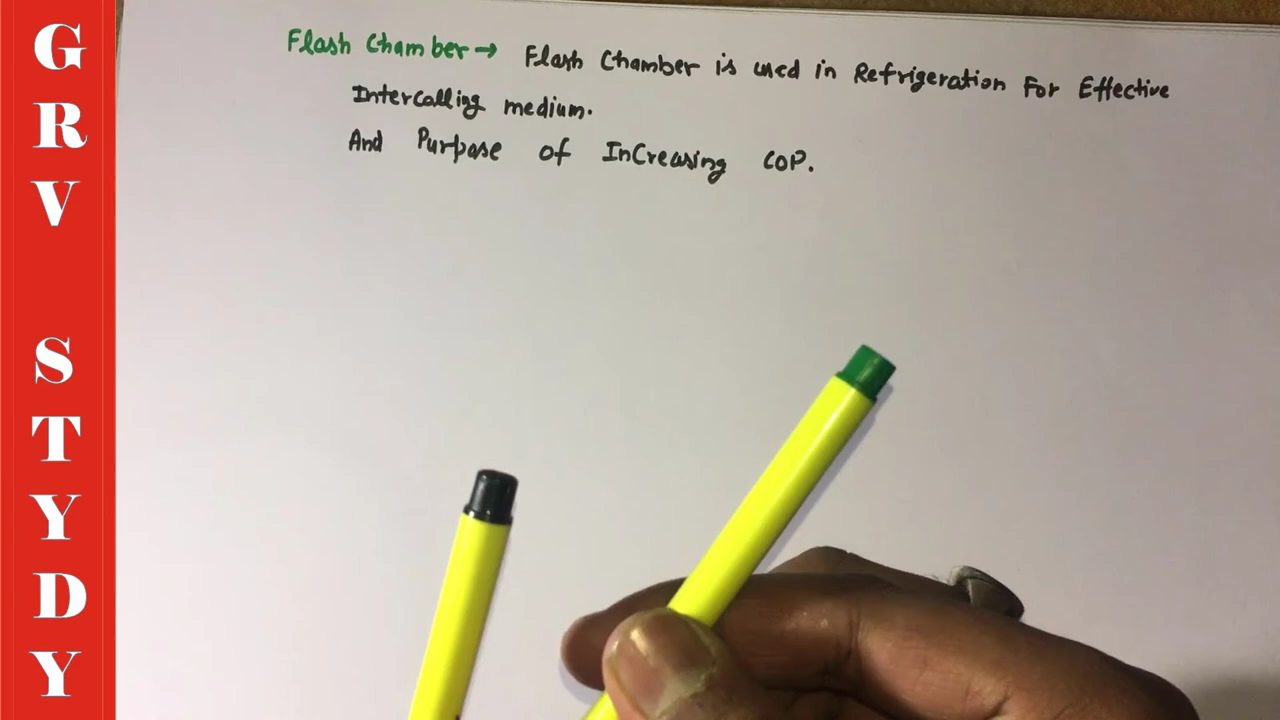 GRV STYDY
Flash Chamber→ Flash Chamber is used in Refrigeration For Effective
Intercolling medium.
And Purpose of InCreasing COP.